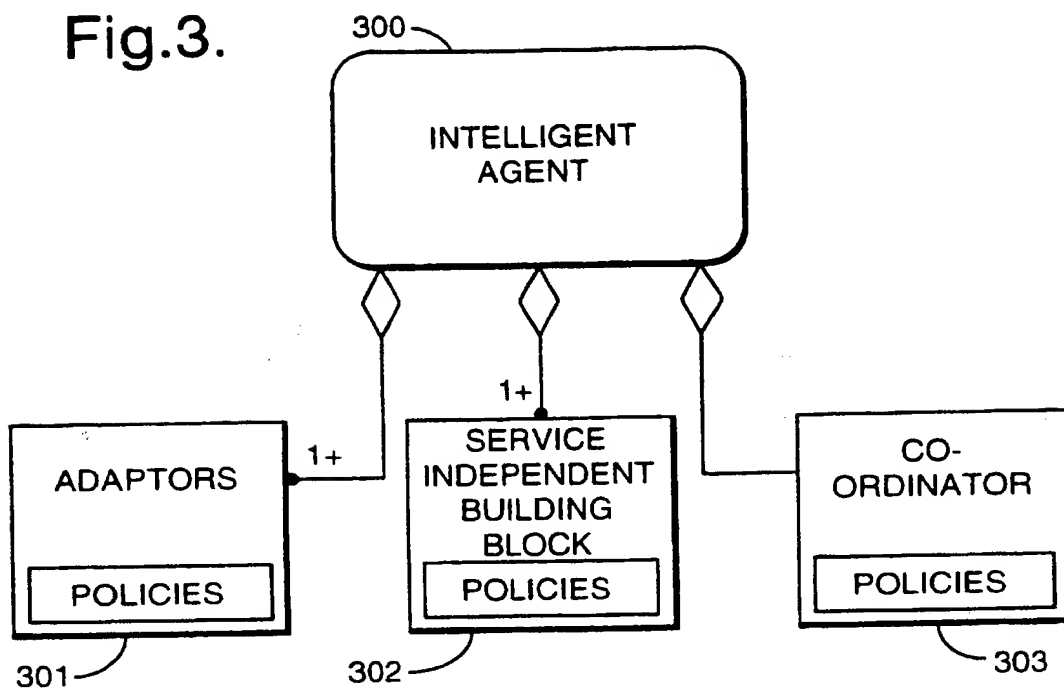 Fig.3.
300
INTELLIGENT
AGENT
1+
1+
ADAPTORS
POLICIES
301
SERVICE
INDEPENDENT
BUILDING
BLOCK
POLICIES
302
CO-
ORDINATOR
POLICIES
303